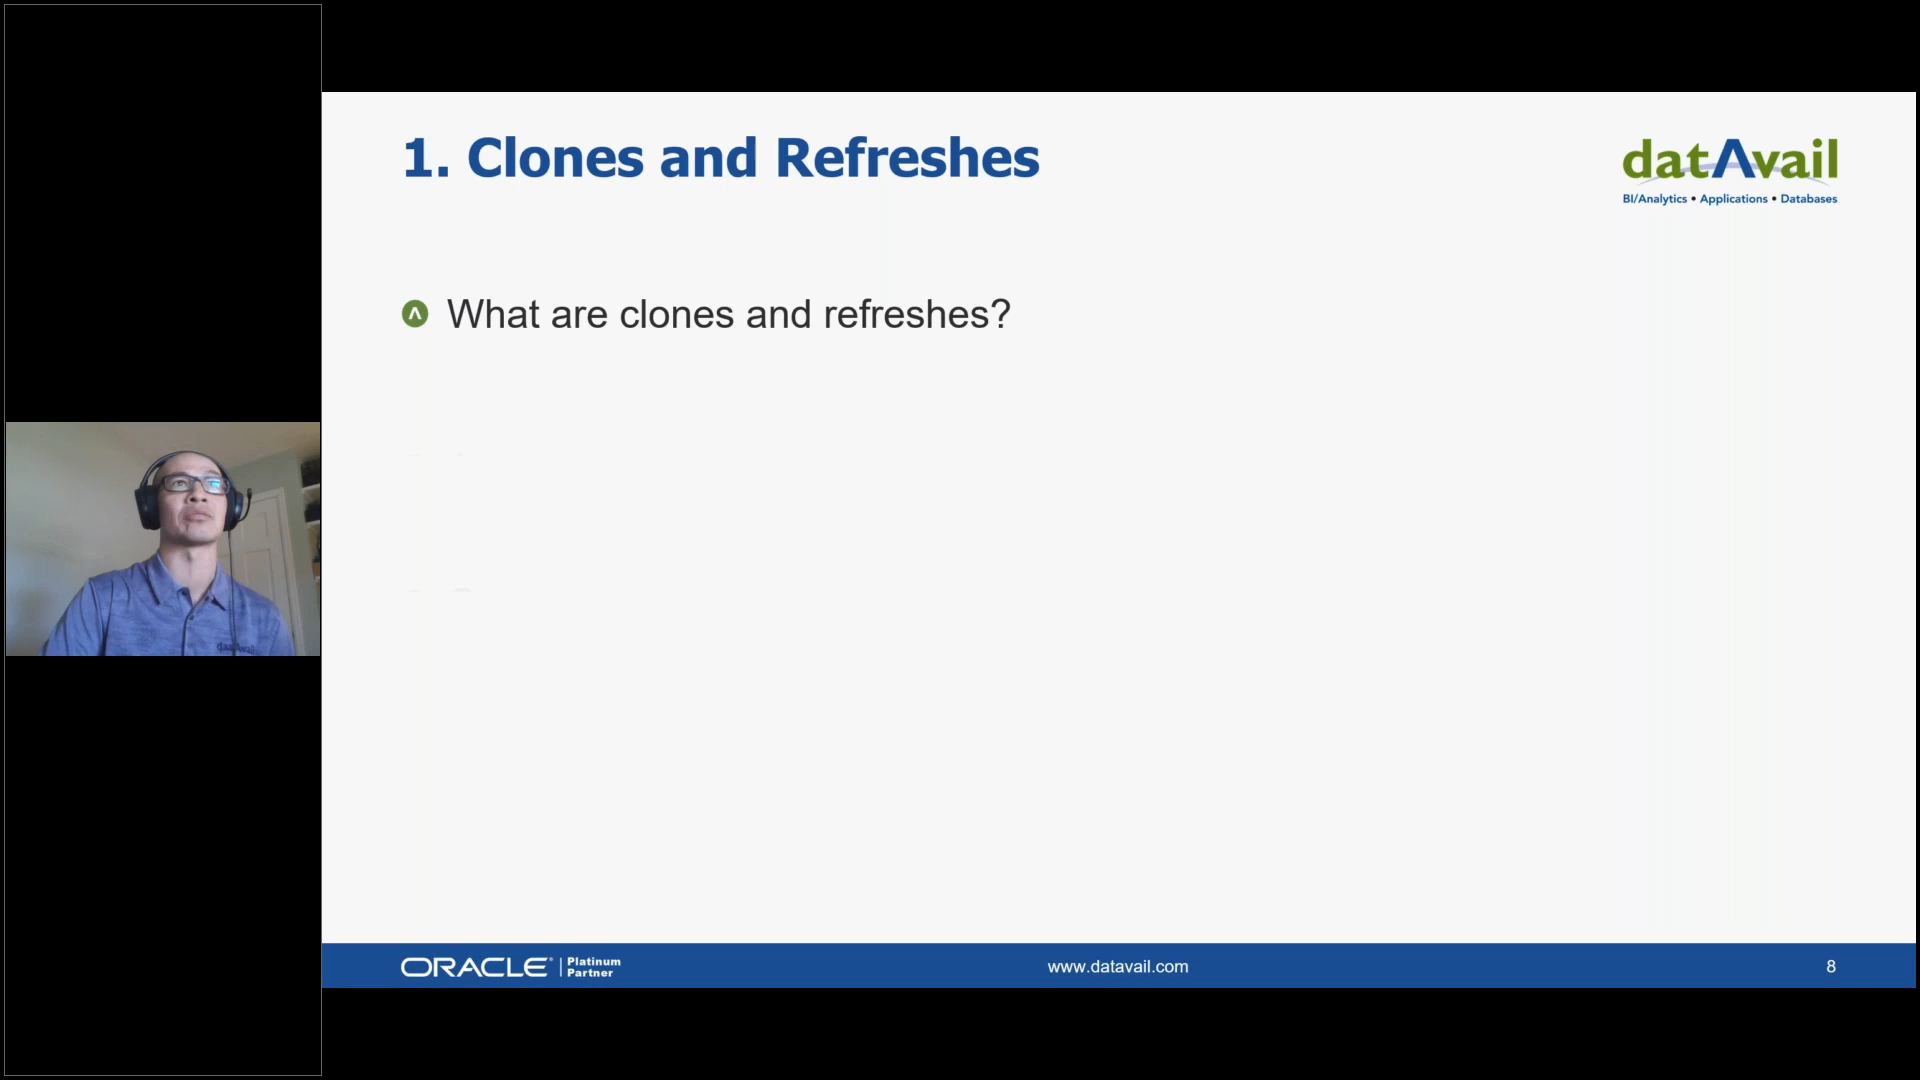 1. Clones and Refreshes
datAvail
BI/Analytics • Applications • Databases
What are clones and refreshes?
datAvail
ORACLE® | Platinum Partner
www.datavail.com
8